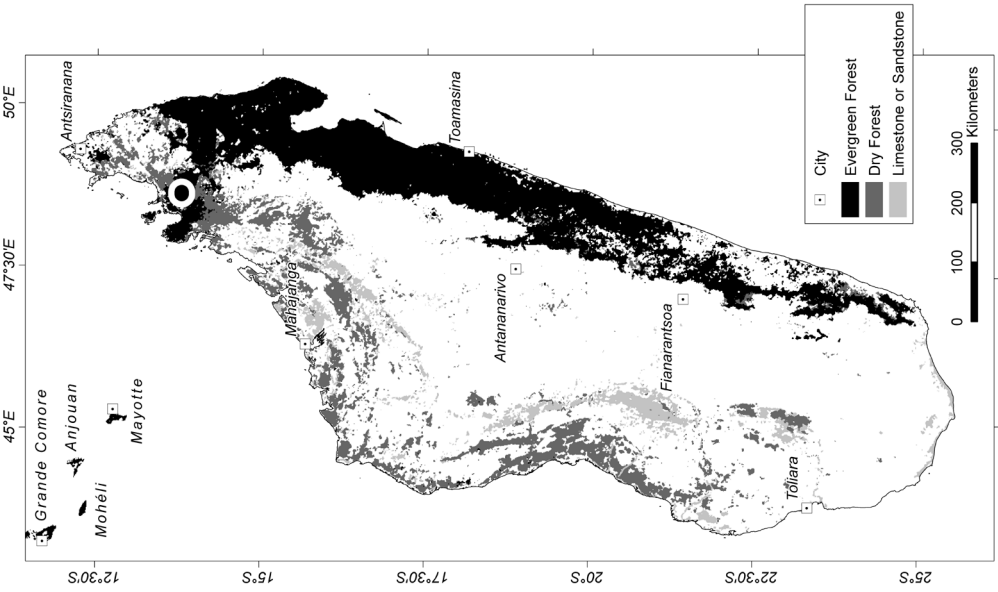 Grande Comore
Anjouan
Mohéli
Mayotte
Antsiranana
Mahajanga
Toamasina
Antananarivo
Fianarantsoa
Toliara
50°E
47°30'E
45°E
12°30'S
15°S
17°30'S
20°S
22°30'S
25°S
City
Evergreen Forest
Dry Forest
Limestone or Sandstone
0 100 200 300
Kilometers